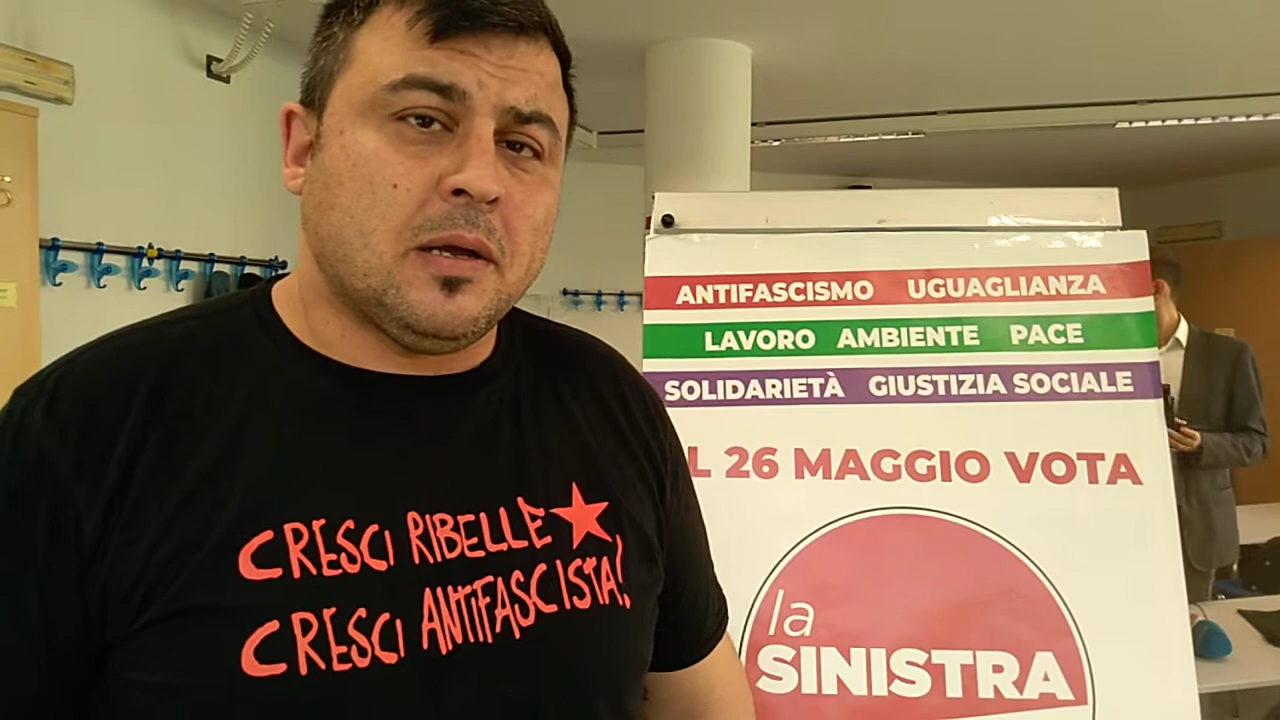 CRESCI RIBELLE
CRESCI ANTIFASCISTA!
ANTIFASCISMO UGUAGLIANZA
LAVORO AMBIENTE PACE
SOLIDARIETÀ GIUSTIZIA SOCIALE
L 26 MAGGIO VOTA
la
SINISTRA